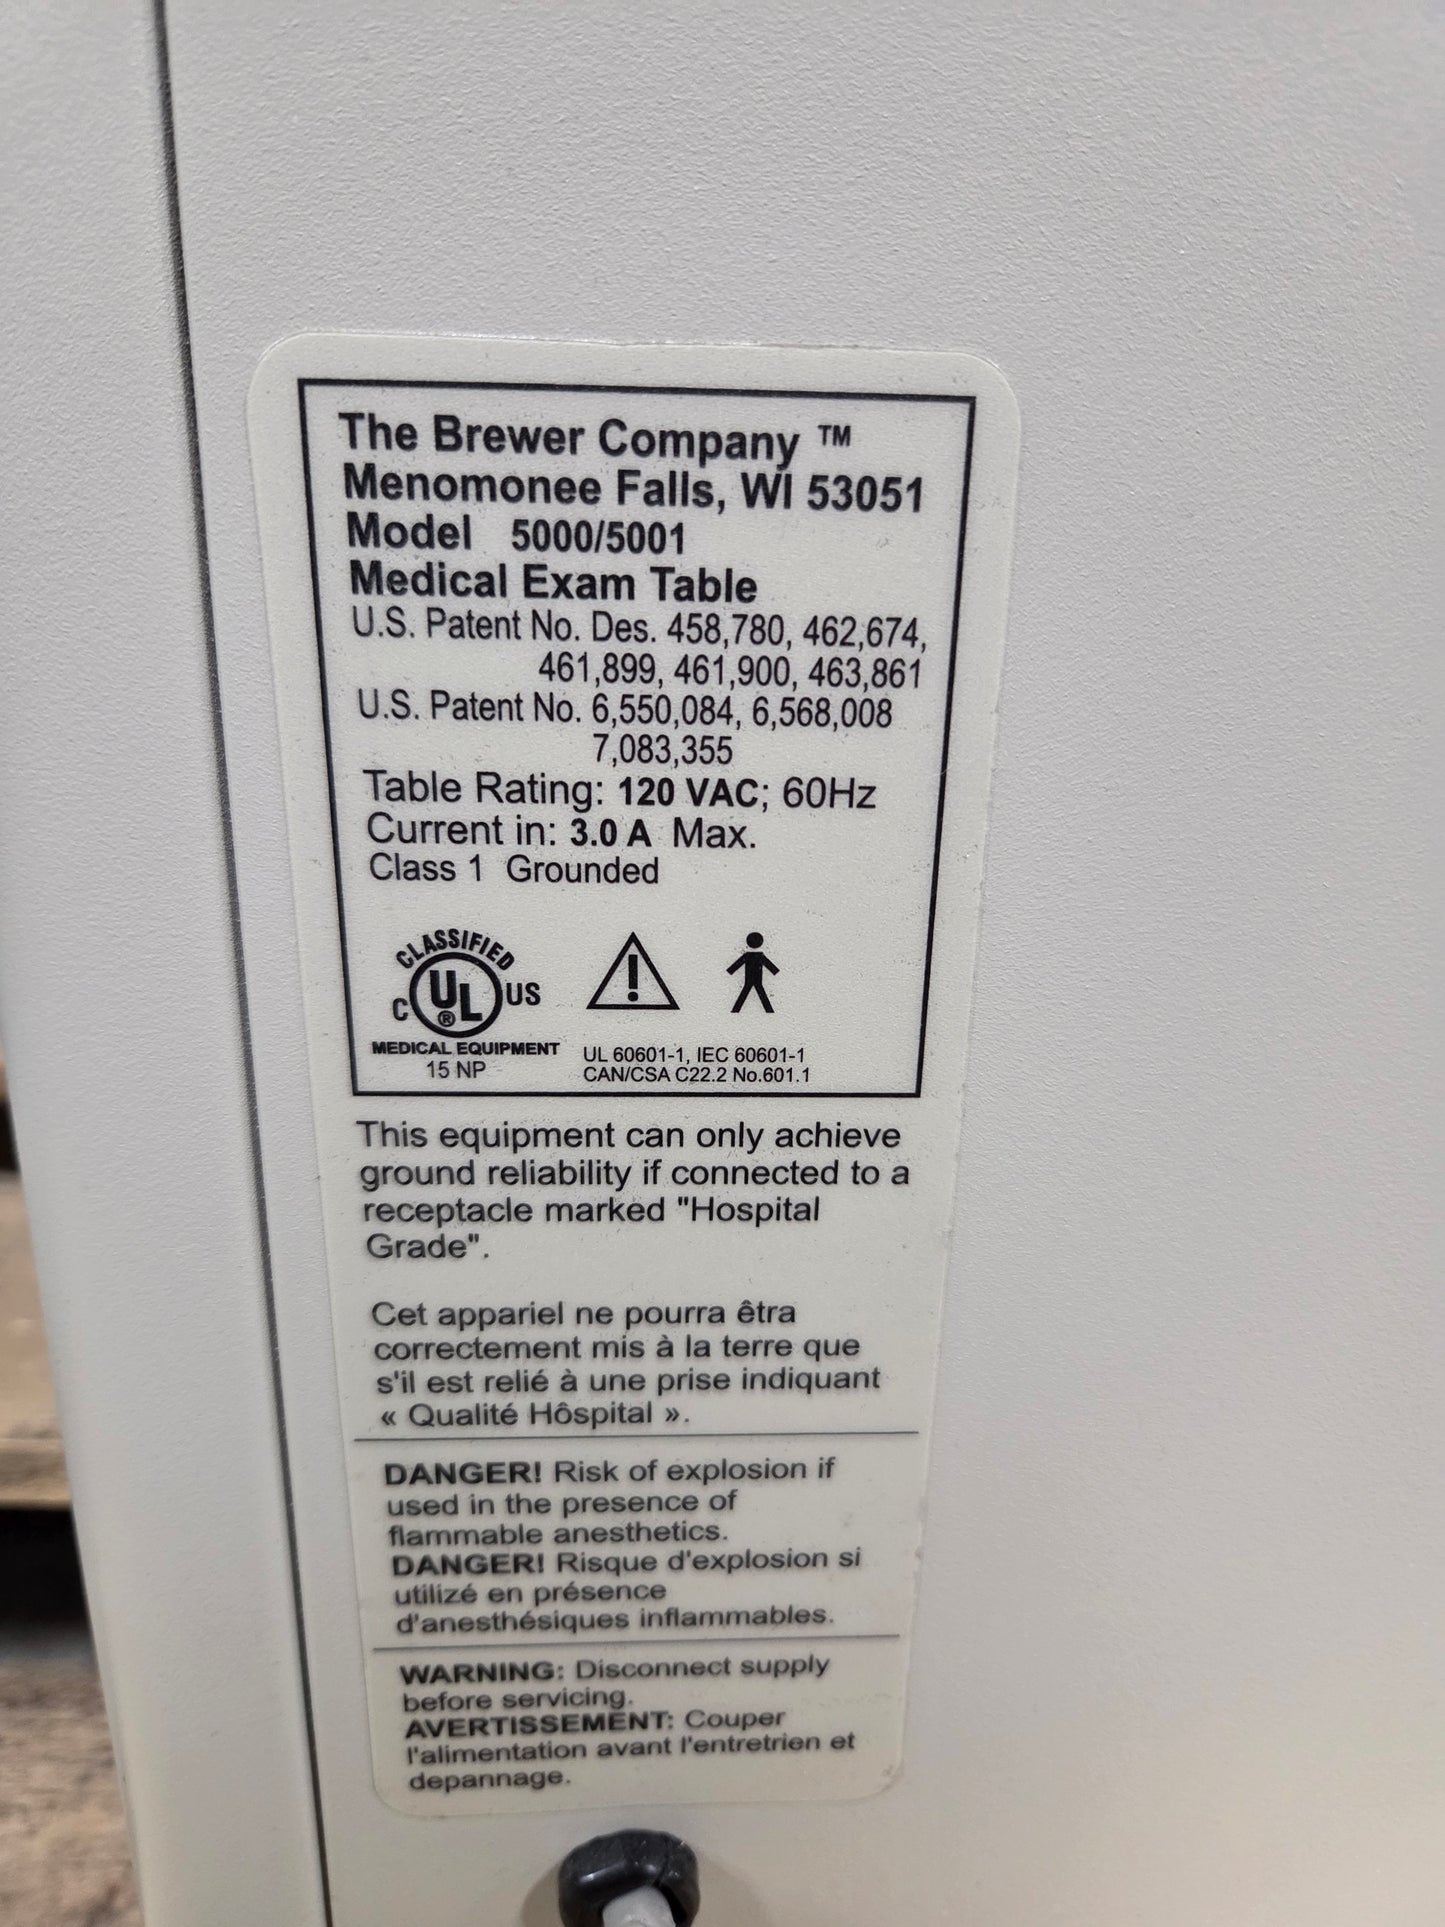 The Brewer Company ™
Menomonee Falls, WI 53051
Model 5000/5001
Medical Exam Table
U.S. Patent No. Des. 458,780, 462,674,
461,899, 461,900, 463,861
U.S. Patent No. 6,550,084, 6,568,008
7,083,355
Table Rating: 120 VAC; 60Hz
Current in: 3.0 A Max.
Class 1 Grounded
CLASSIFIED
C UL ® US
MEDICAL EQUIPMENT
15 NP
UL 60601-1, IEC 60601-1
CAN/CSA C22.2 No.601.1
This equipment can only achieve
ground reliability if connected to a
receptacle marked "Hospital
Grade".
Cet appariel ne pourra êtra
correctement mis à la terre que
s'il est relié à une prise indiquant
« Qualité Hôspital ».
DANGER! Risk of explosion if
used in the presence of
flammable anesthetics.
DANGER! Risque d'explosion si
utilizé en présence
d'anesthésiques inflammables.
WARNING: Disconnect supply
before servicing.
AVERTISSEMENT: Couper
l'alimentation avant l'entretrien et
depannage.